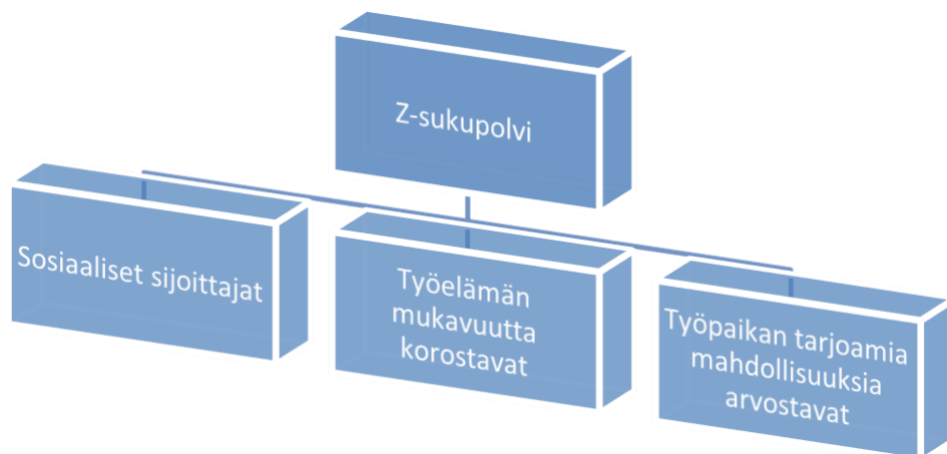 Z-sukupolvi
Sosiaaliset sijoittajat
Työelämän
mukavuutta
korostavat
Työpaikan tarjoamia
mahdollisuuksia
arvostavat